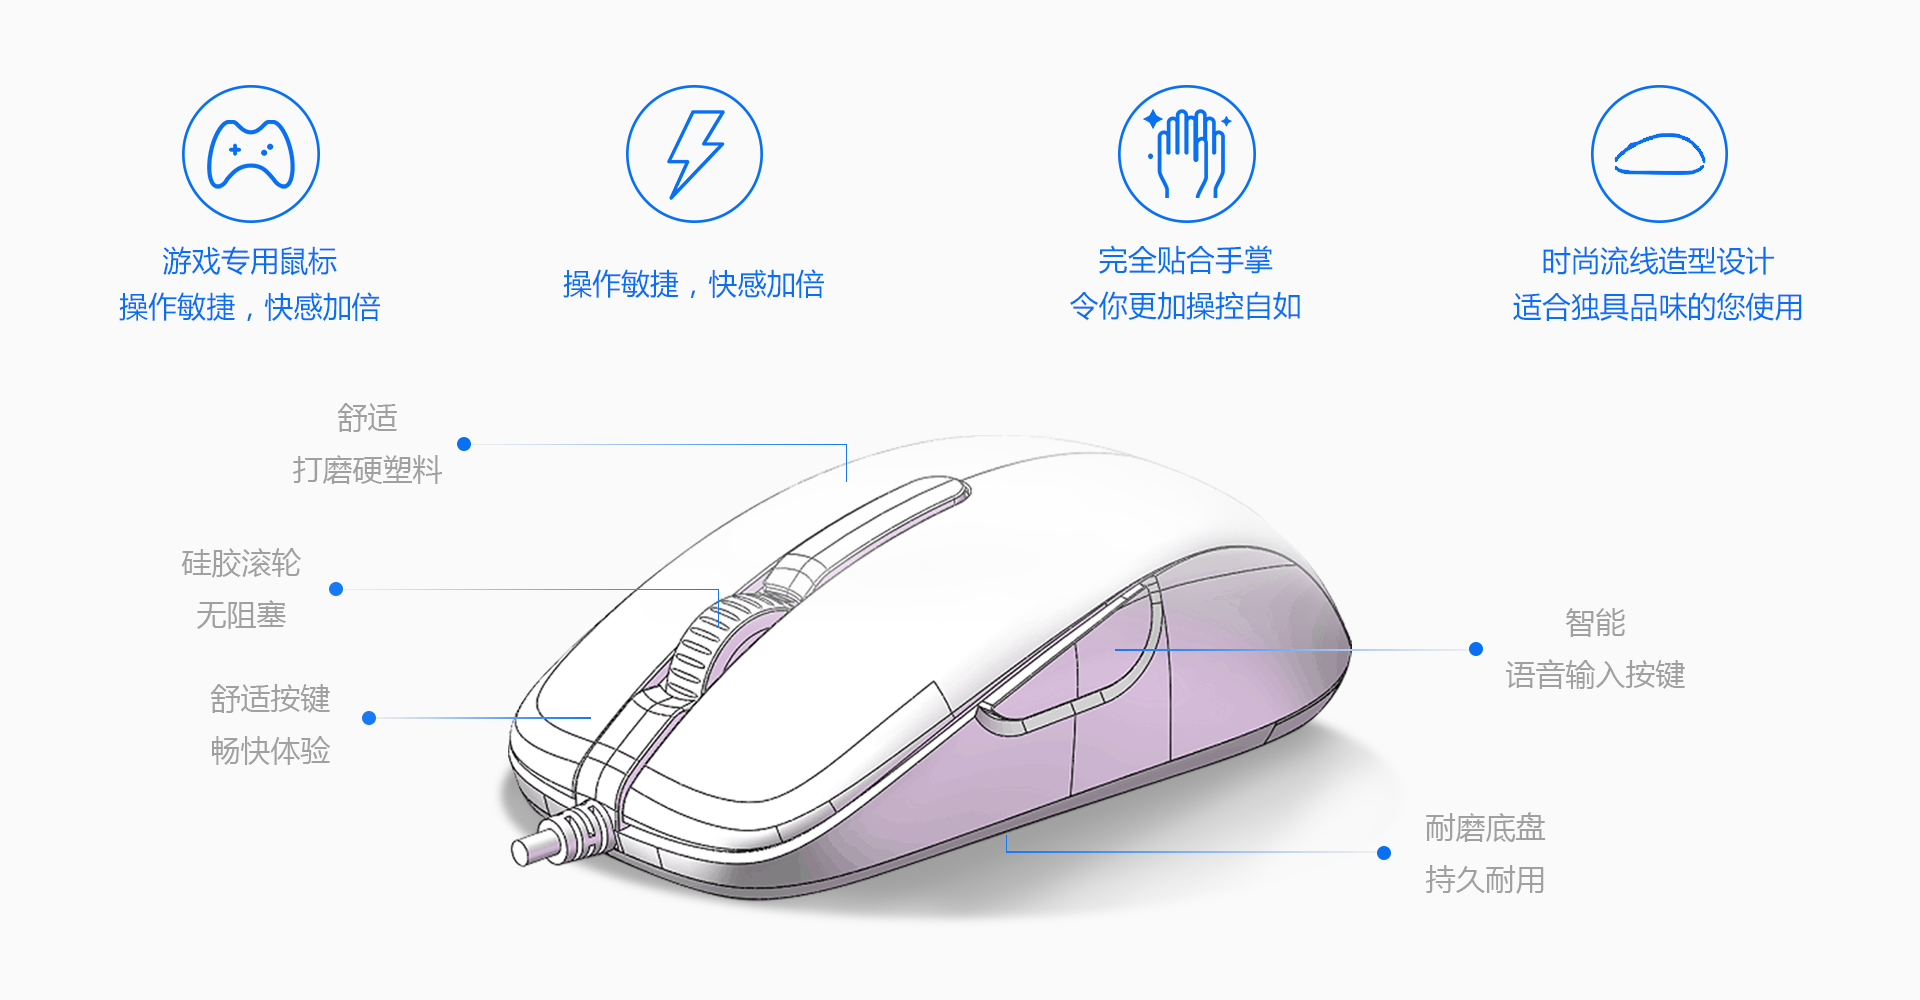 游戏专用鼠标
操作敏捷，快感加倍
操作敏捷，快感加倍
完全贴合手掌
令你更加操控自如
时尚流线造型设计
适合独具品味的您使用
舒适
打磨硬塑料
硅胶滚轮
无阻塞
舒适按键
畅快体验
智能
语音输入按键
耐磨底盘
持久耐用